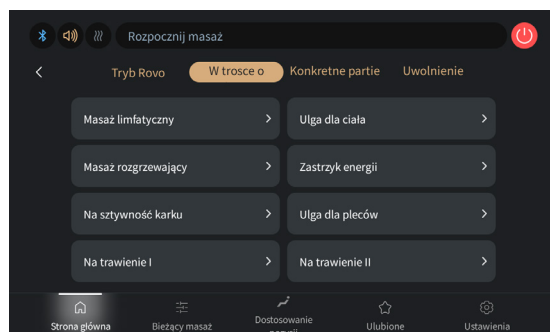 Rozpocznij masaż
Tryb Rovo
W trosce o
Konkretne partie
Uwolnienie
Masaż limfatyczny
Ulga dla ciała
Masaż rozgrzewający
Zastrzyk energii
Na sztywność karku
Ulga dla pleców
Na trawienie I
Na trawienie II
Strona główna
Bieżący masaż
Dostosowanie
Ulubione
Ustawienia